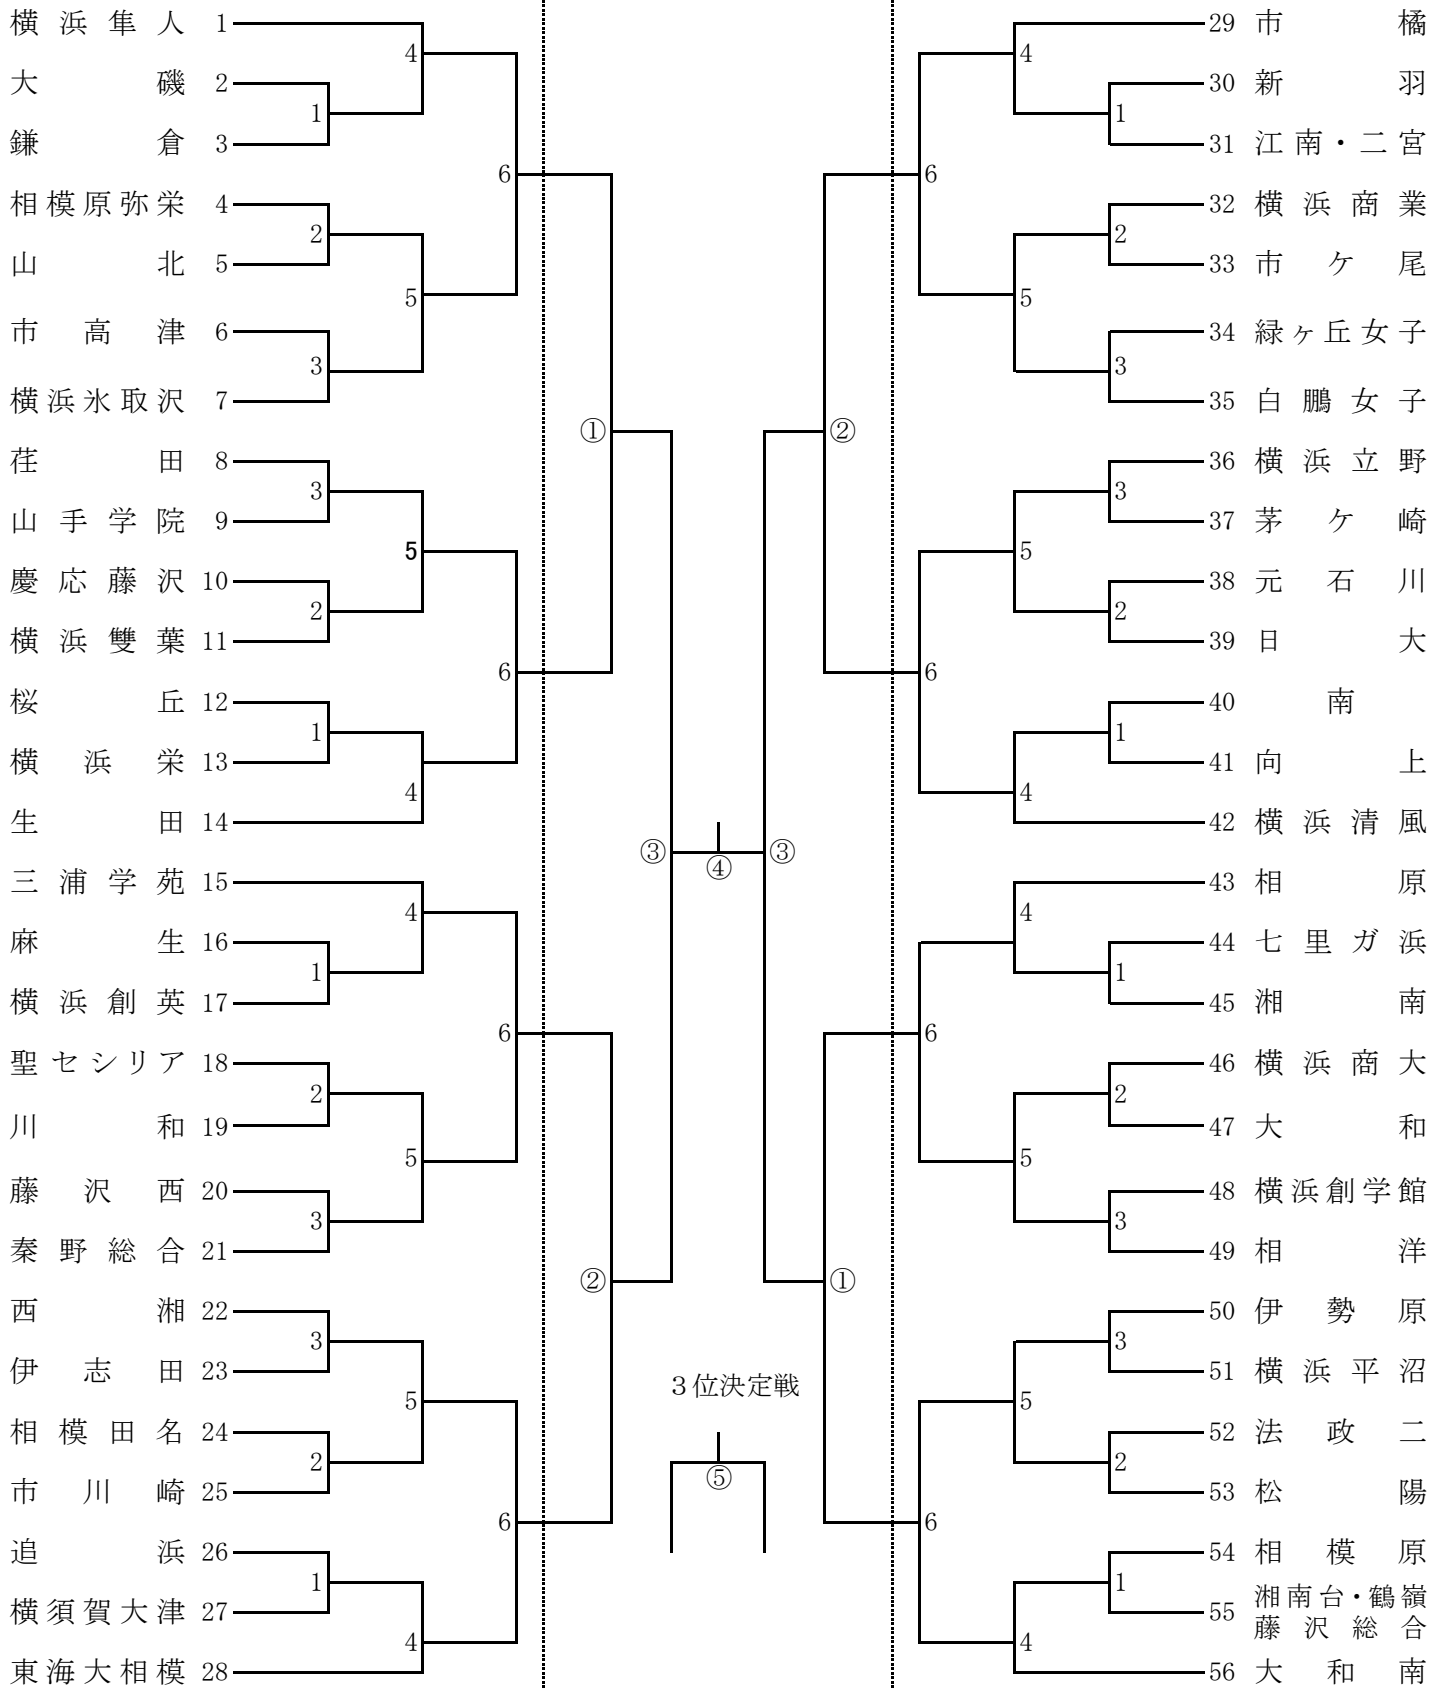 横浜隼人 1
4
大磯 2
1
鎌倉 3
6
相模原弥栄 4
2
山北 5
5
市高津 6
3
横浜氷取沢 7
①
荏田 8
3
山手学院 9
5
慶応藤沢 10
2
横浜雙葉 11
6
桜丘 12
1
横浜栄 13
4
生田 14
③
三浦学苑 15
4
麻生 16
1
横浜創英 17
6
聖セシリア 18
2
川和 19
5
藤沢西 20
3
秦野総合 21
②
西湘 22
3
伊志田 23
5
相模田名 24
2
市川崎 25
6
追浜 26
1
横須賀大津 27
4
東海大相模 28
④
３位決定戦
⑤
29 市橘
4
30 新羽
1
31 江南・二宮
6
32 横浜商業
2
33 市ケ尾
5
34 緑ヶ丘女子
3
35 白鵬女子
②
36 横浜立野
3
37 茅ケ崎
5
38 元石川
2
39 日大
6
40 南
1
41 向上
4
42 横浜清風
③
43 相原
4
44 七里ガ浜
1
45 湘南
6
46 横浜商大
2
47 大和
5
48 横浜創学館
3
49 相洋
①
50 伊勢原
3
51 横浜平沼
5
52 法政二
2
53 松陽
6
54 相模原
1
55 湘南台・鶴嶺
藤沢総合
4
56 大和南